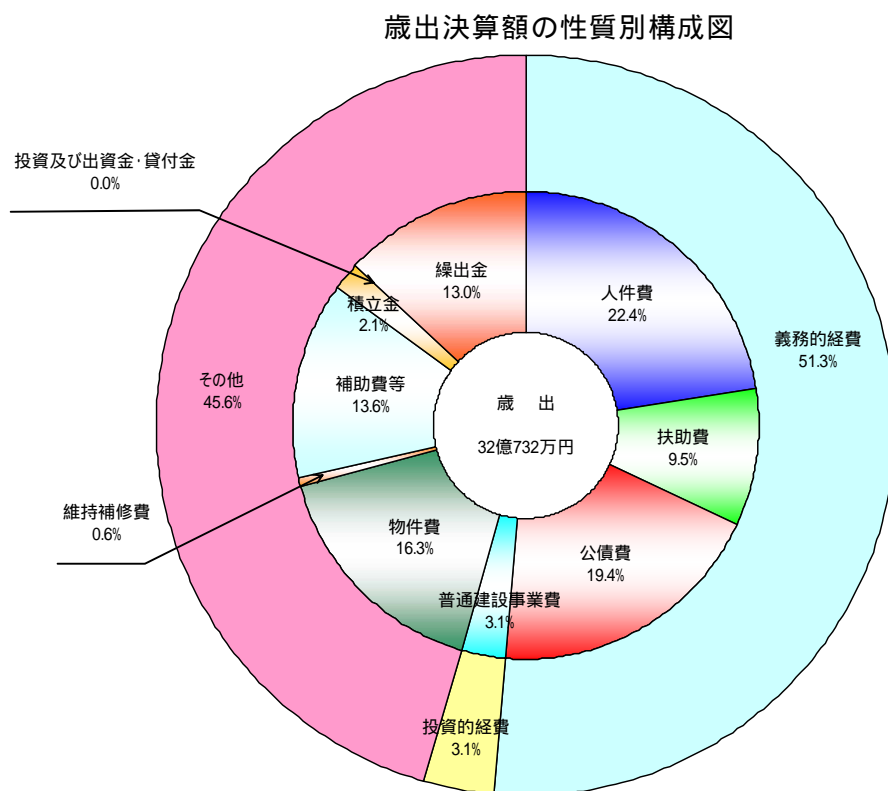 歳出決算額の性質別構成図
投資及び出資金・貸付金
0.0%
繰出金
13.0%
人件費
22.4%
積立金
2.1%
義務的経費
51.3%
その他
45.6%
補助費等
13.6%
歳 出
32億732万円
扶助費
9.5%
維持補修費
0.6%
物件費
16.3%
公債費
19.4%
普通建設事業費
3.1%
投資的経費
3.1%